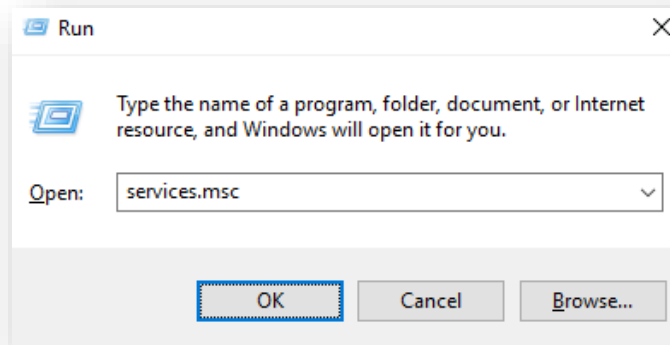 Run
Type the name of a program, folder, document, or Internet
resource, and Windows will open it for you.
Open: services.msc
OK Cancel Browse...